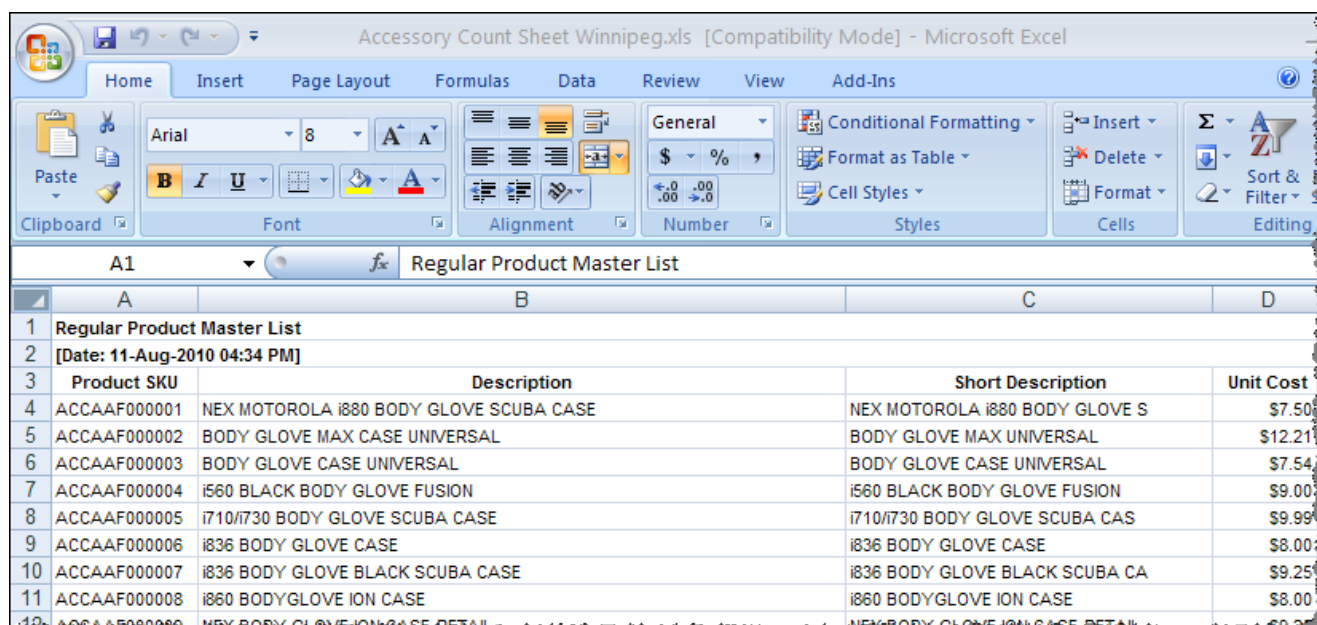 Accessory Count Sheet Winnipeg.xls [Compatibility Mode] - Microsoft Excel
Home Insert Page Layout Formulas Data Review View Add-Ins
Arial 8 A A General Conditional Formatting Insert Σ A Z
$ % , Format as Table Delete
Paste B I U A .0 .00 .00 .0 Cell Styles Format Sort & Filter
Clipboard Font Alignment Number Styles Cells Editing
A1 fx Regular Product Master List
A B C D
1 Regular Product Master List
2 [Date: 11-Aug-2010 04:34 PM]
3 Product SKU Description Short Description Unit Cost
4 ACCAAF000001 NEX MOTOROLA i880 BODY GLOVE SCUBA CASE NEX MOTOROLA i880 BODY GLOVE S $7.50
5 ACCAAF000002 BODY GLOVE MAX CASE UNIVERSAL BODY GLOVE MAX UNIVERSAL $12.21
6 ACCAAF000003 BODY GLOVE CASE UNIVERSAL BODY GLOVE CASE UNIVERSAL $7.54
7 ACCAAF000004 i560 BLACK BODY GLOVE FUSION i560 BLACK BODY GLOVE FUSION $9.00
8 ACCAAF000005 i710/i730 BODY GLOVE SCUBA CASE i710/i730 BODY GLOVE SCUBA CAS $9.99
9 ACCAAF000006 i836 BODY GLOVE CASE i836 BODY GLOVE CASE $8.00
10 ACCAAF000007 i836 BODY GLOVE BLACK SCUBA CASE i836 BODY GLOVE BLACK SCUBA CA $9.25
11 ACCAAF000008 i860 BODYGLOVE ION CASE i860 BODYGLOVE ION CASE $8.00